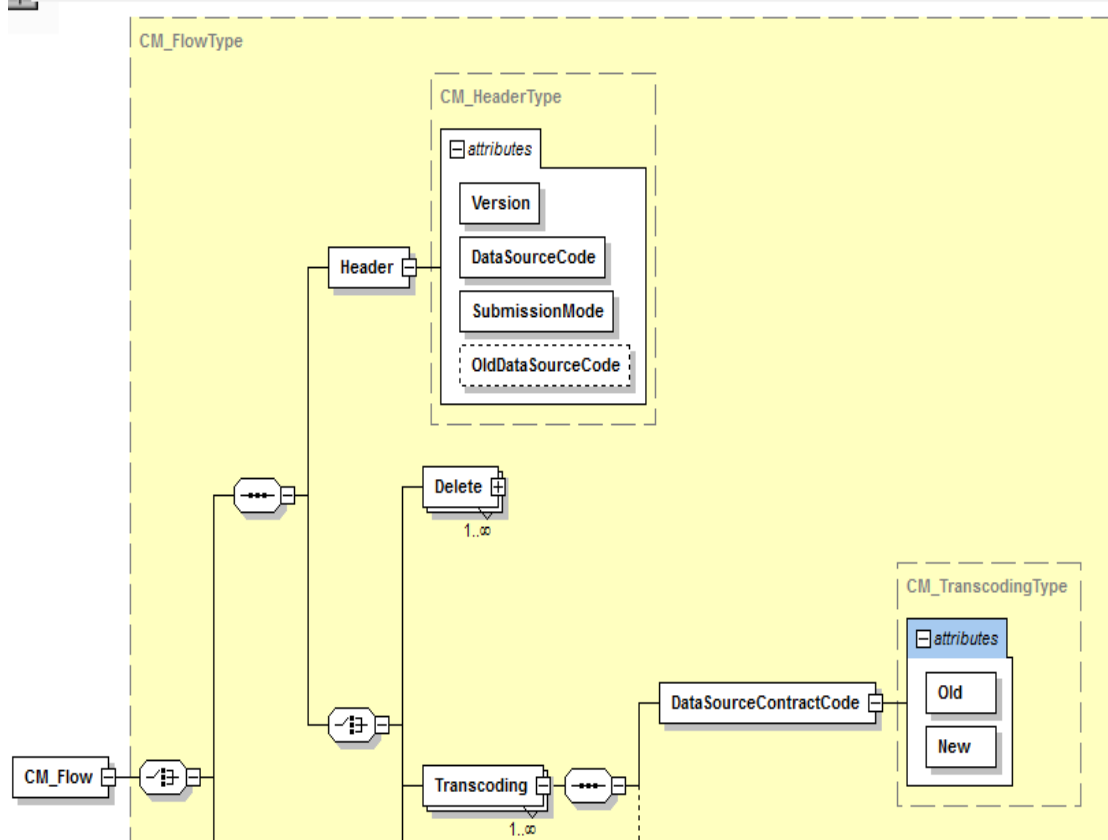 CM_FlowType
CM_HeaderType
attributes
Version
DataSourceCode
SubmissionMode
OldDataSourceCode
Header
Delete
1..∞
CM_TranscodingType
attributes
Old
New
DataSourceContractCode
CM_Flow
Transcoding
1..∞